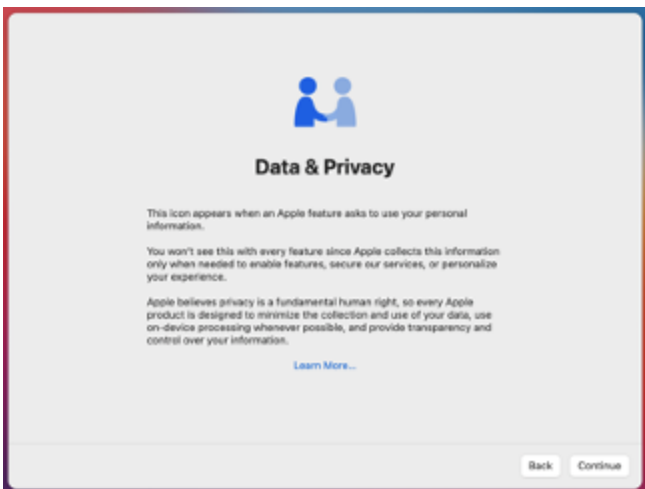 Data & Privacy
This icon appears when an Apple feature asks to use your personal
information.
You won't see this with every feature since Apple collects this information
only when needed to enable features, secure our services, or personalize
your experience.
Apple believes privacy is a fundamental human right, so every Apple
product is designed to minimize the collection and use of your data, use
on-device processing whenever possible, and provide transparency and
control over your information.
Learn More...
Back
Continue